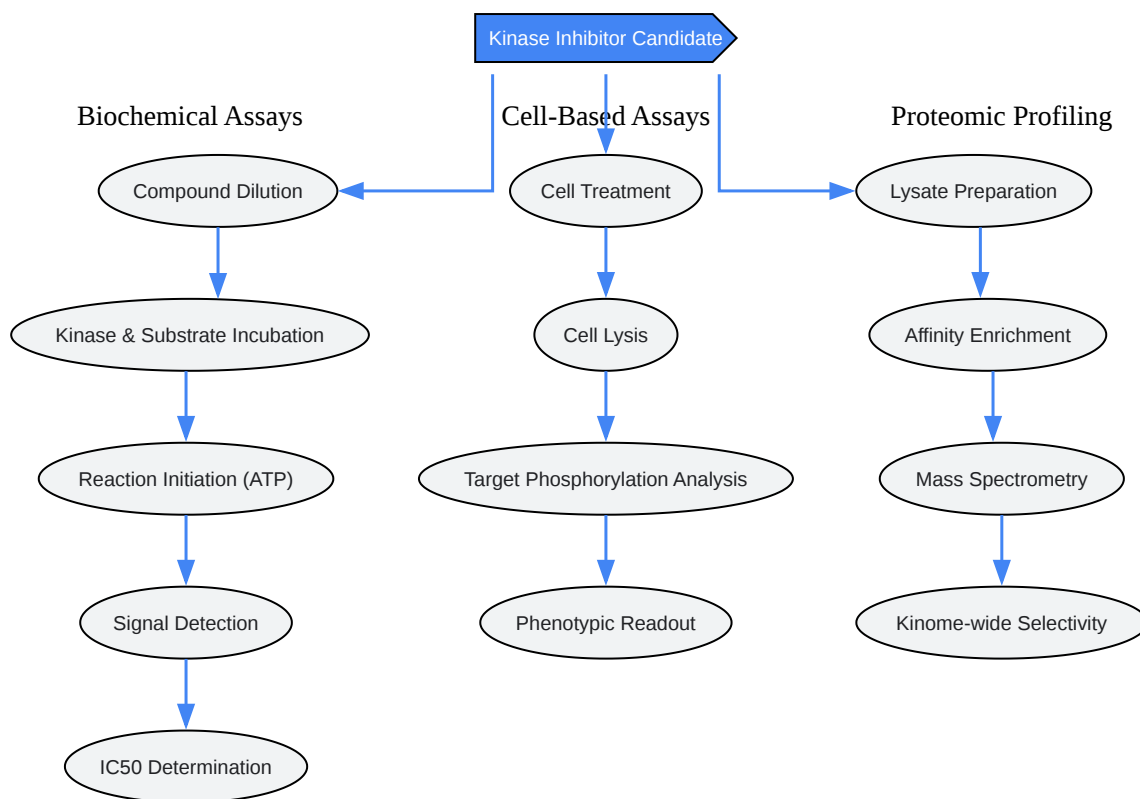 Kinase Inhibitor Candidate
Biochemical Assays
Cell-Based Assays
Proteomic Profiling
Compound Dilution
Cell Treatment
Lysate Preparation
Kinase & Substrate Incubation
Cell Lysis
Affinity Enrichment
Reaction Initiation (ATP)
Target Phosphorylation Analysis
Mass Spectrometry
Signal Detection
Phenotypic Readout
Kinome-wide Selectivity
IC50 Determination